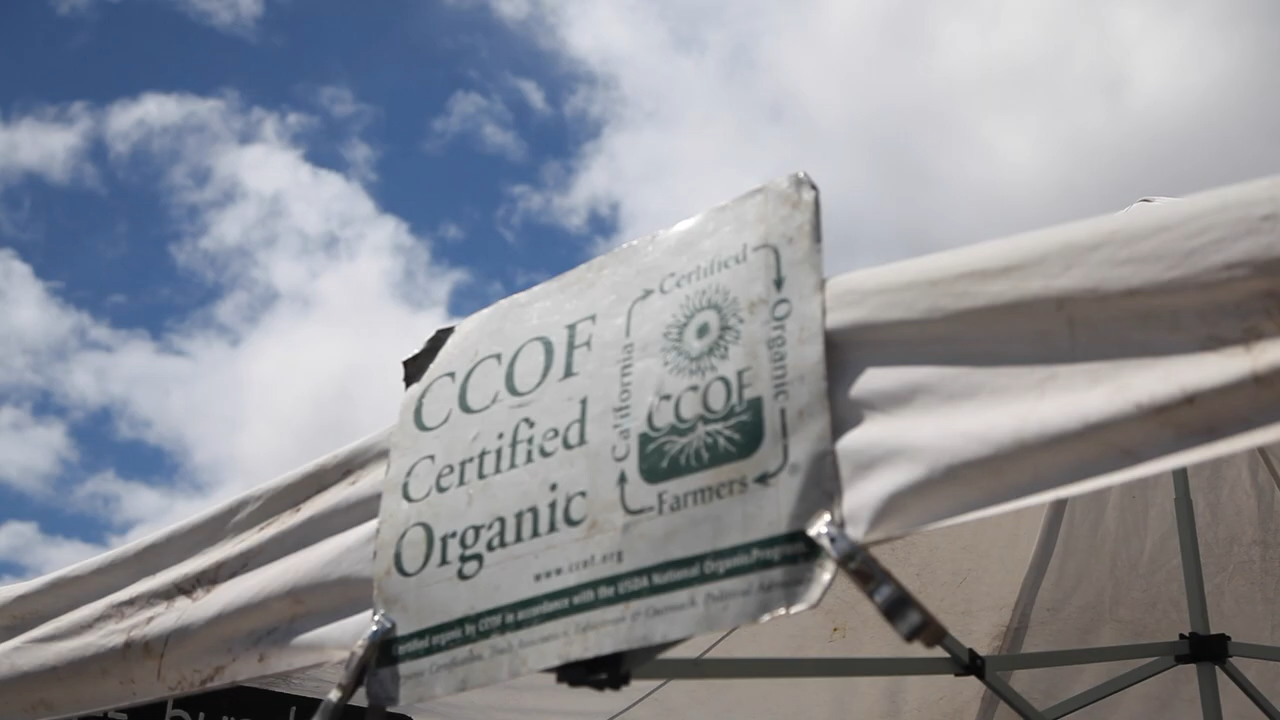 CCOF
Certified
Organic
www.ccof.org
Certified
Organic
Farmers
California
CCOF
Certified organic by CCOF in accordance with the USDA National Organic Program.